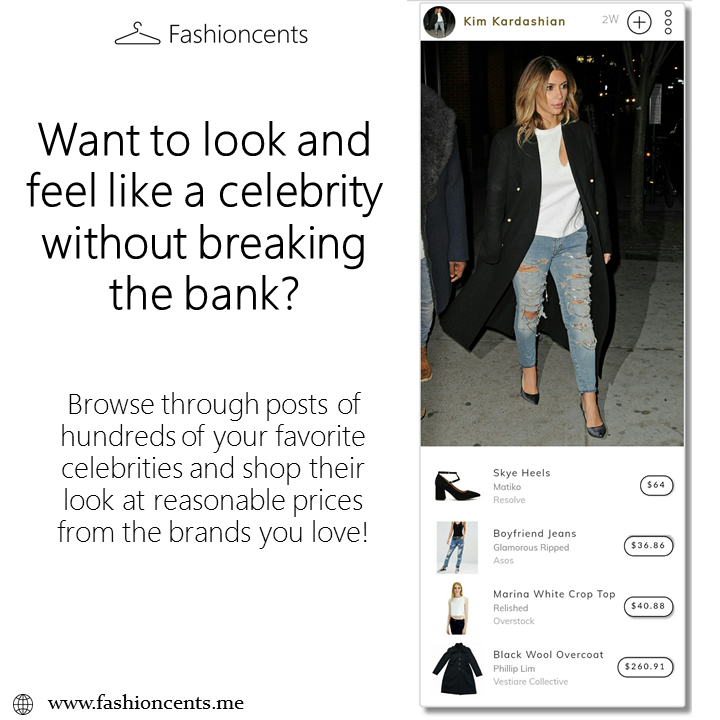 Fashioncents
Want to look and
feel like a celebrity
without breaking
the bank?
Browse through posts of
hundreds of your favorite
celebrities and shop their
look at reasonable prices
from the brands you love!
www.fashioncents.me
Kim Kardashian 2W
Skye Heels
Matiko
Resolve
$64
Boyfriend Jeans
Glamorous Ripped
Asos
$36.86
Marina White Crop Top
Relished
Overstock
$40.88
Black Wool Overcoat
Phillip Lim
Vestiare Collective
$260.91